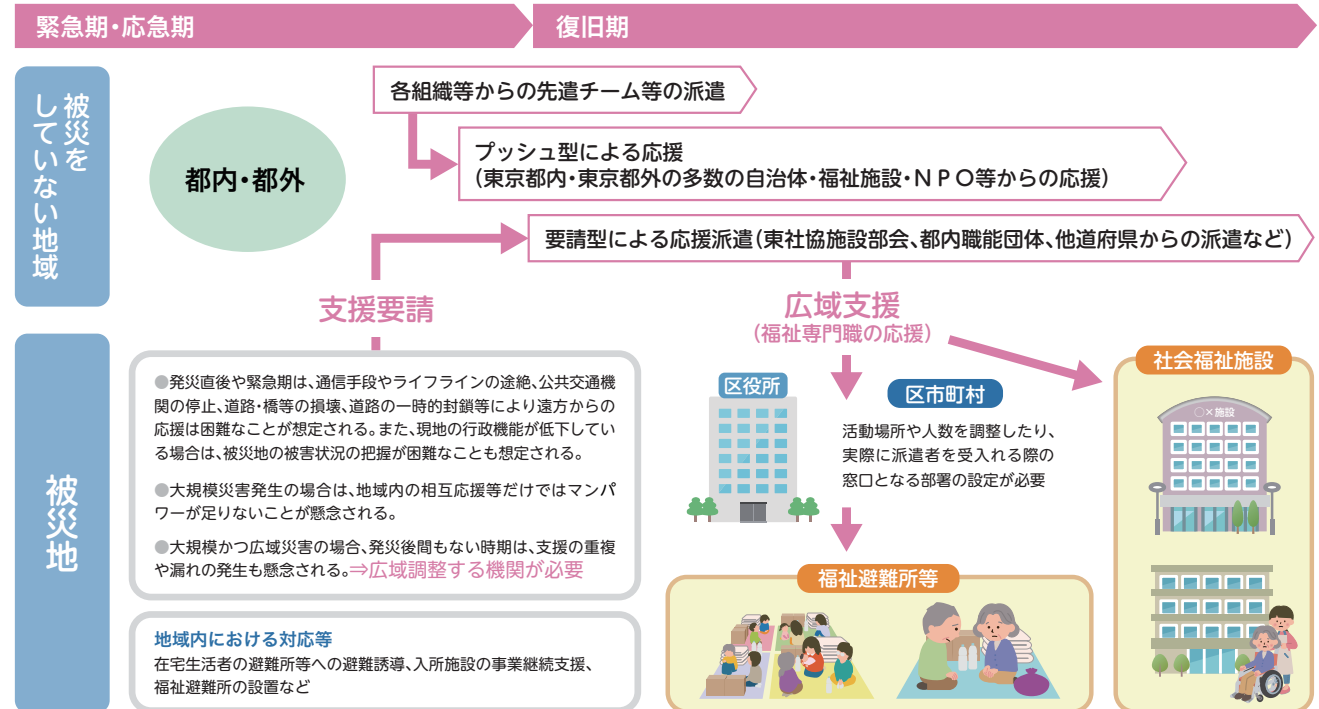 緊急期・応急期
復旧期
被災を
していない地域
都内・都外
各組織等からの先遣チーム等の派遣
プッシュ型による応援
（東京都内・東京都外の多数の自治体・福祉施設・ＮＰＯ等からの応援）
要請型による応援派遣（東社協施設部会、都内職能団体、他道府県からの派遣など）
支援要請
広域支援
（福祉専門職の応援）
被災地
●発災直後や緊急期は、通信手段やライフラインの途絶、公共交通機
関の停止、道路・橋等の損壊、道路の一時的封鎖等により遠方からの
応援は困難なことが想定される。また、現地の行政機能が低下してい
る場合は、被災地の被害状況の把握が困難なことも想定される。
●大規模災害発生の場合は、地域内の相互応援等だけではマンパ
ワーが足りないことが懸念される。
●大規模かつ広域災害の場合、発災後間もない時期は、支援の重複
や漏れの発生も懸念される。⇒広域調整する機関が必要
地域内における対応等
在宅生活者の避難所等への避難誘導、入所施設の事業継続支援、
福祉避難所の設置など
区役所
区市町村
活動場所や人数を調整したり、
実際に派遣者を受入れる際の
窓口となる部署の設定が必要
福祉避難所等
社会福祉施設
○×施設